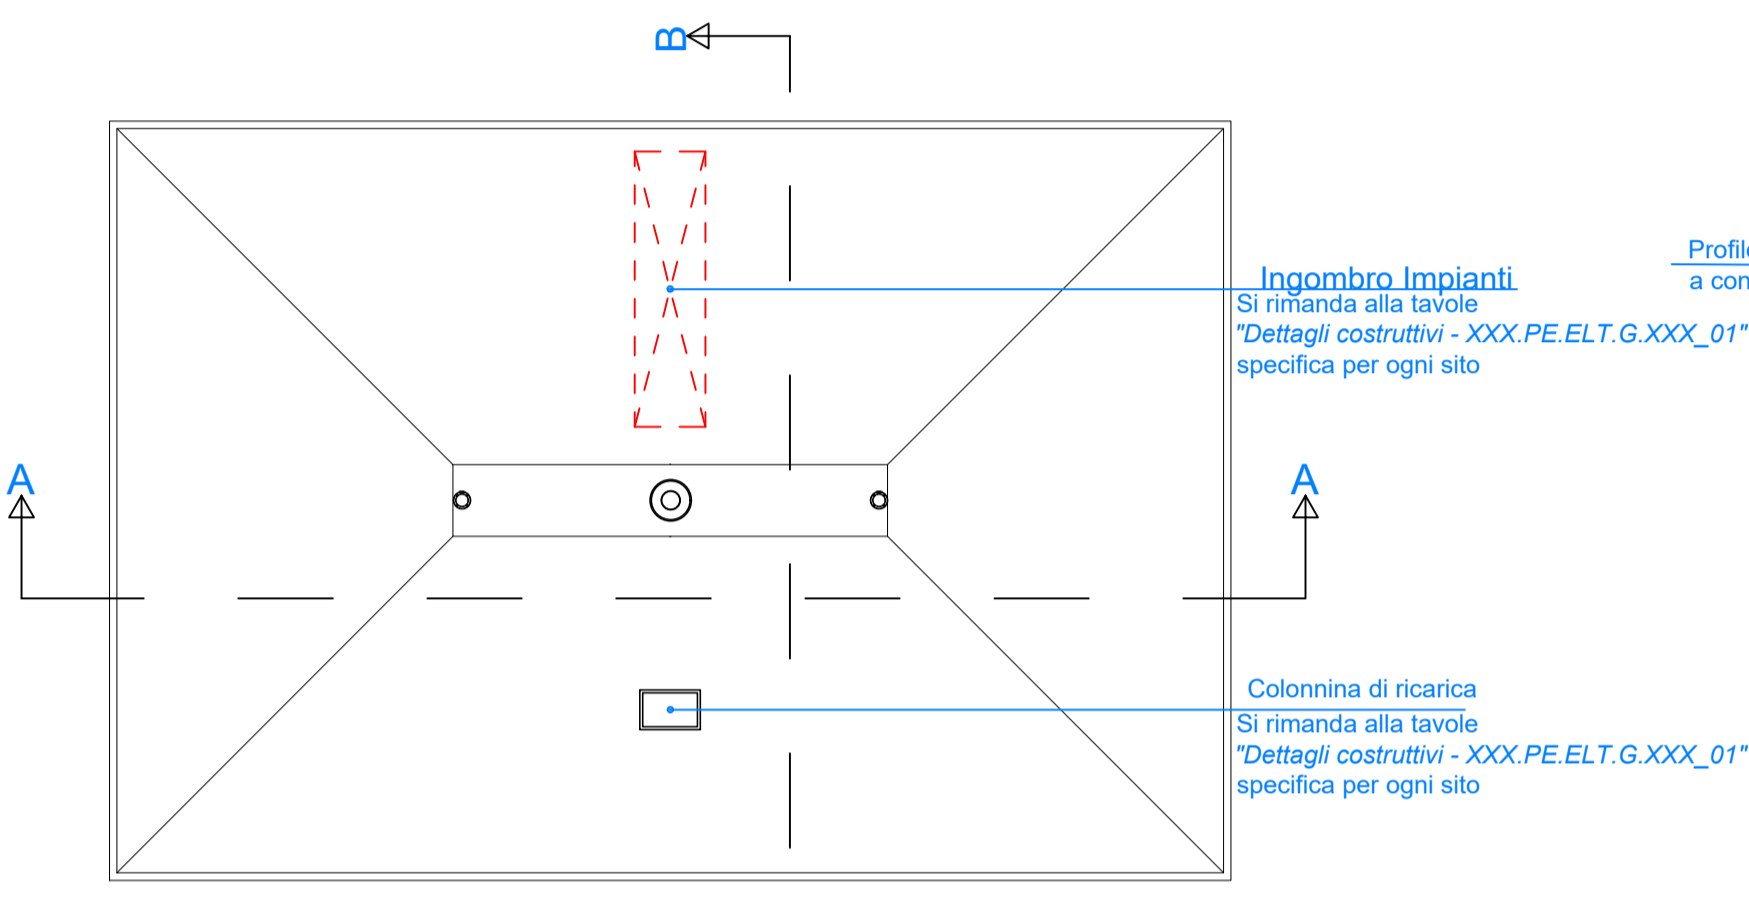 B
Ingombro Impianti
Si rimanda alla tavole
"Dettagli costruttivi - XXX.PE.ELT.G.XXX_01"
specifica per ogni sito
a con
A
A
Colonnina di ricarica
Si rimanda alla tavole
"Dettagli costruttivi - XXX.PE.ELT.G.XXX_01"
specifica per ogni sito